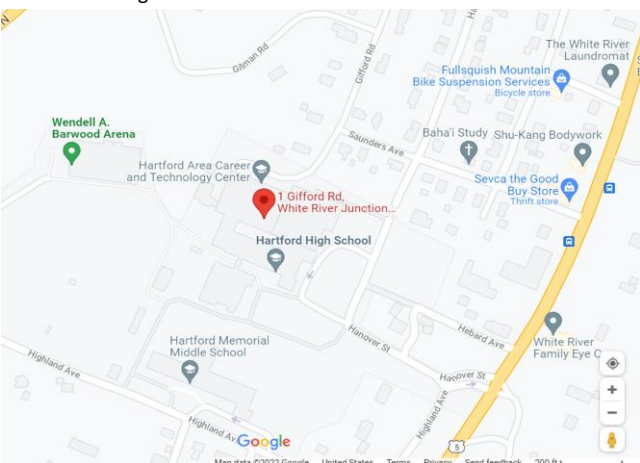 Gilman Rd
Gifford Rd
The White River
Laundromat
Fullsquish Mountain
Bike Suspension Services
Bicycle store
Wendell A.
Barwood Arena
Saunders Ave
Baha'i Study
Shu-Kang Bodywork
Hartford Area Career
and Technology Center
Sevca the Good
Buy Store
Thrift store
1 Gifford Rd,
White River Junction...
Hartford High School
Hanover St
Hebard Ave
White River
Family Eye C
Hartford Memorial
Middle School
Highland Ave
Hanover St
Highland Ave
Highland Av
5
Google
Map data ©2022 Google United States Terms Privacy Send feedback 200 ft